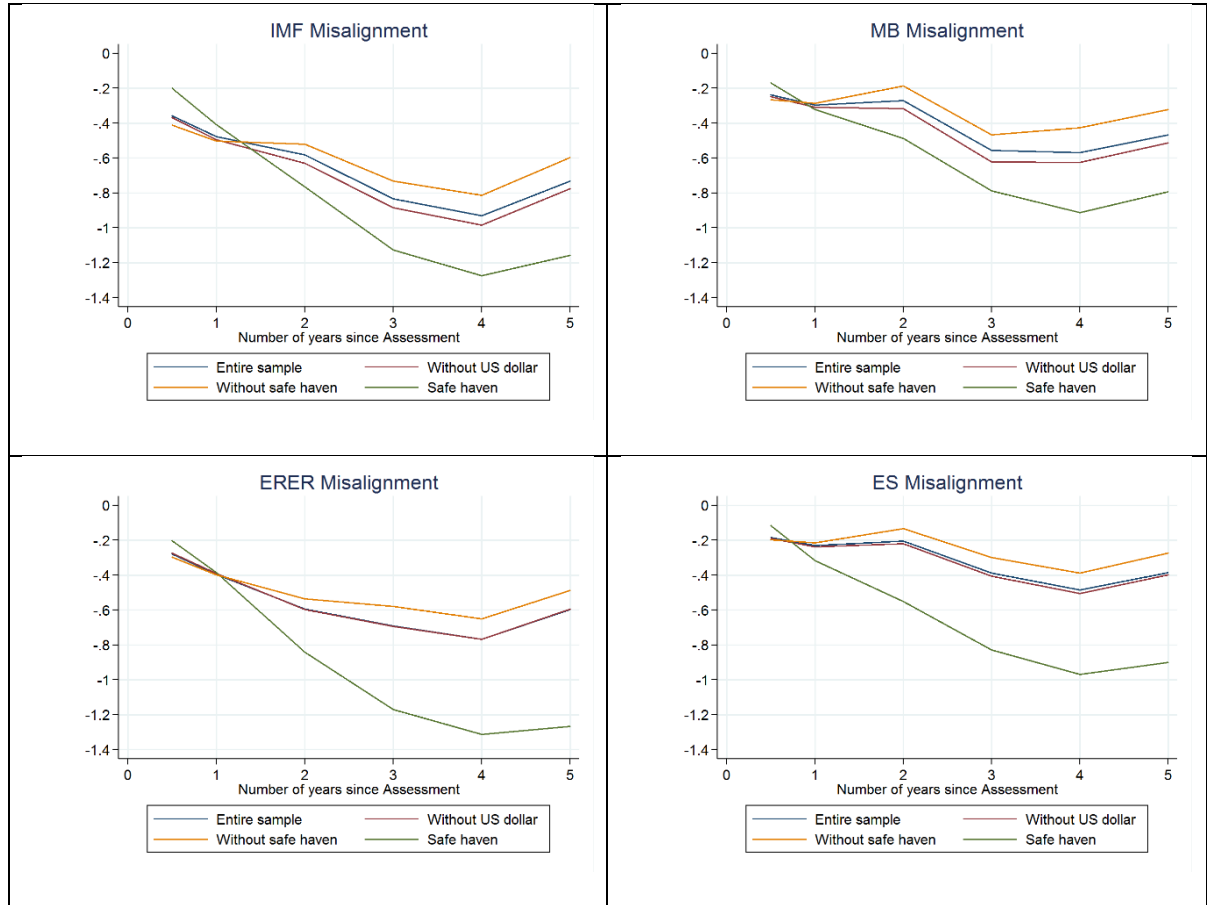 IMF Misalignment
0
-.2
-.4
-.6
-.8
-1
-1.2
-1.4
0 1 2 3 4 5
Number of years since Assessment
Entire sample Without US dollar
Without safe haven Safe haven
MB Misalignment
0
-.2
-.4
-.6
-.8
-1
-1.2
-1.4
0 1 2 3 4 5
Number of years since Assessment
Entire sample Without US dollar
Without safe haven Safe haven
ERER Misalignment
0
-.2
-.4
-.6
-.8
-1
-1.2
-1.4
0 1 2 3 4 5
Number of years since Assessment
Entire sample Without US dollar
Without safe haven Safe haven
ES Misalignment
0
-.2
-.4
-.6
-.8
-1
-1.2
-1.4
0 1 2 3 4 5
Number of years since Assessment
Entire sample Without US dollar
Without safe haven Safe haven